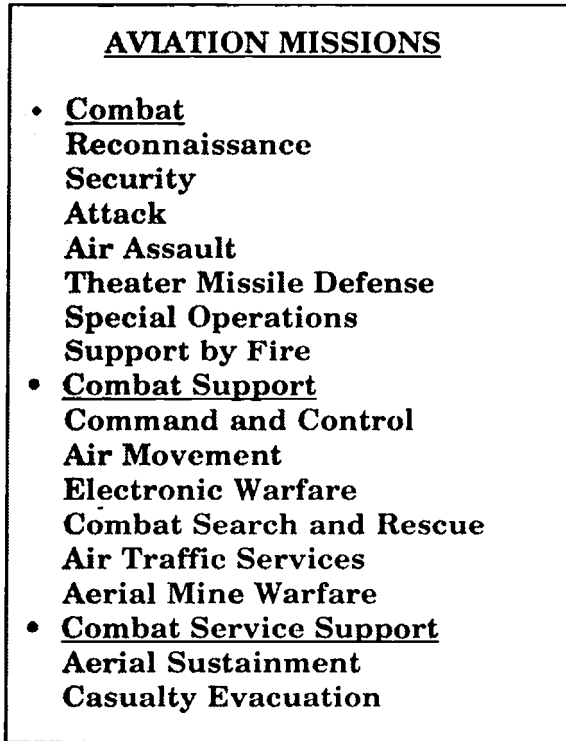 AVIATION MISSIONS
• Combat
Reconnaissance
Security
Attack
Air Assault
Theater Missile Defense
Special Operations
Support by Fire
• Combat Support
Command and Control
Air Movement
Electronic Warfare
Combat Search and Rescue
Air Traffic Services
Aerial Mine Warfare
• Combat Service Support
Aerial Sustainment
Casualty Evacuation